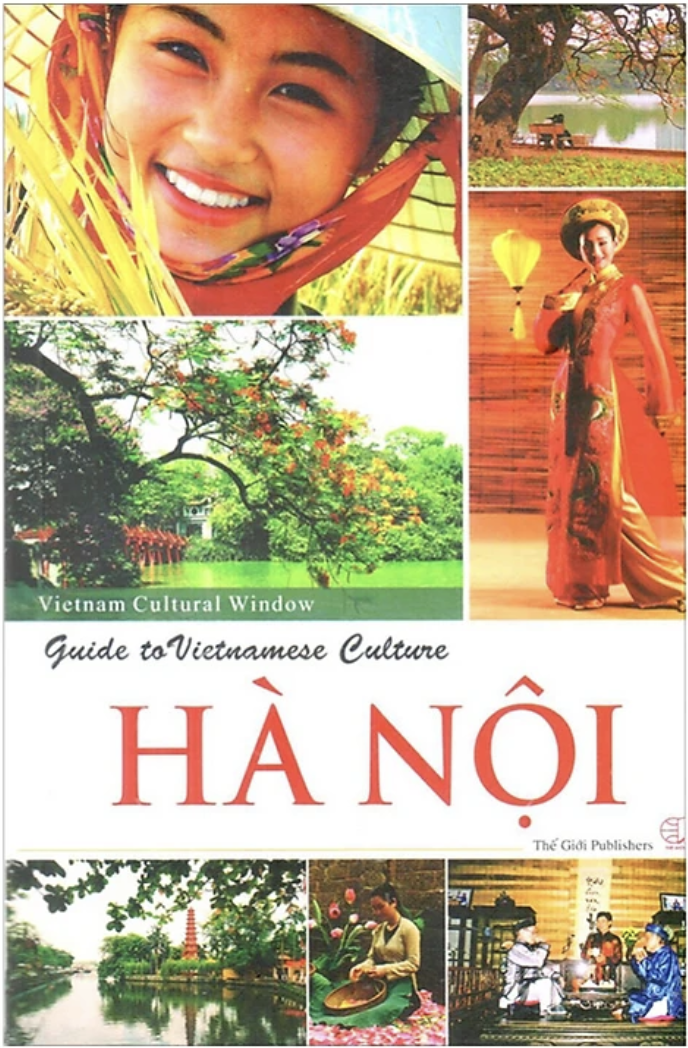 Vietnam Cultural Window
Guide to Vietnamese Culture
HÀ NỘI
Thế Giới Publishers